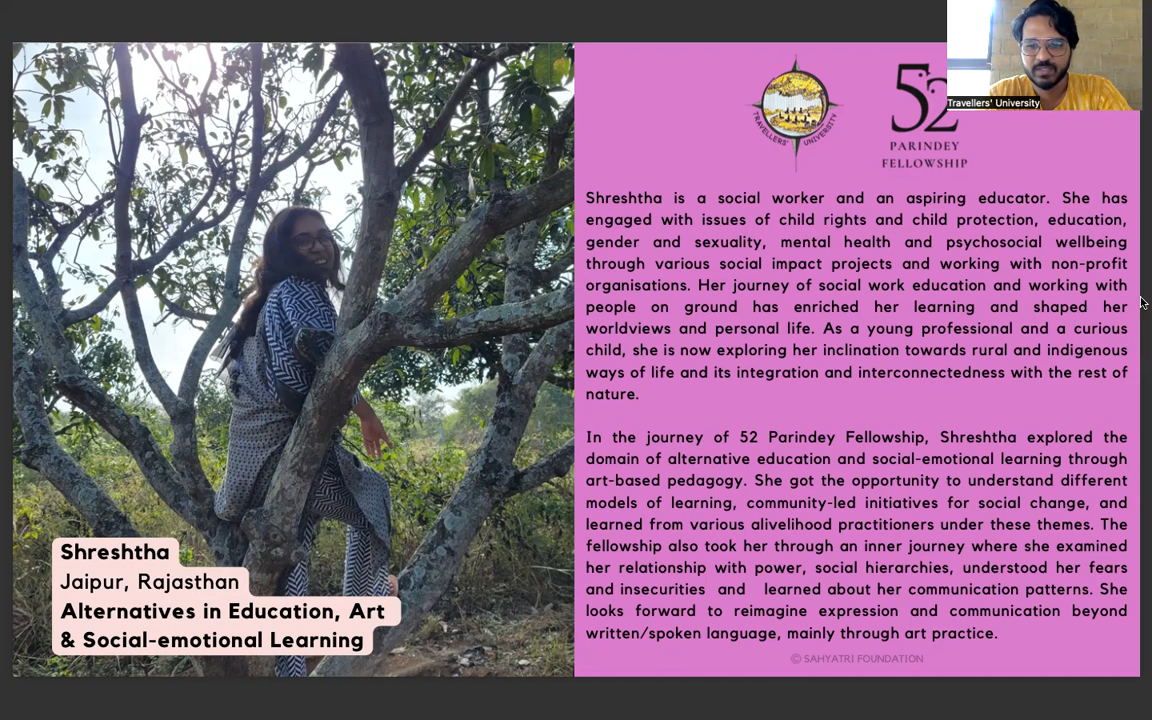 Travellers' University
TRAVELLERS' UNIVERSITY
52
PARINDEY
FELLOWSHIP
Shreshtha is a social worker and an aspiring educator. She has
engaged with issues of child rights and child protection, education,
gender and sexuality, mental health and psychosocial wellbeing
through various social impact projects and working with non-profit
organisations. Her journey of social work education and working with
people on ground has enriched her learning and shaped her
worldviews and personal life. As a young professional and a curious
child, she is now exploring her inclination towards rural and indigenous
ways of life and its integration and interconnectedness with the rest of
nature.
In the journey of 52 Parindey Fellowship, Shreshtha explored the
domain of alternative education and social-emotional learning through
art-based pedagogy. She got the opportunity to understand different
models of learning, community-led initiatives for social change, and
learned from various alivelihood practitioners under these themes. The
fellowship also took her through an inner journey where she examined
her relationship with power, social hierarchies, understood her fears
and insecurities and learned about her communication patterns. She
looks forward to reimagine expression and communication beyond
written/spoken language, mainly through art practice.
© SAHYATRI FOUNDATION
Shreshtha
Jaipur, Rajasthan
Alternatives in Education, Art
& Social-emotional Learning